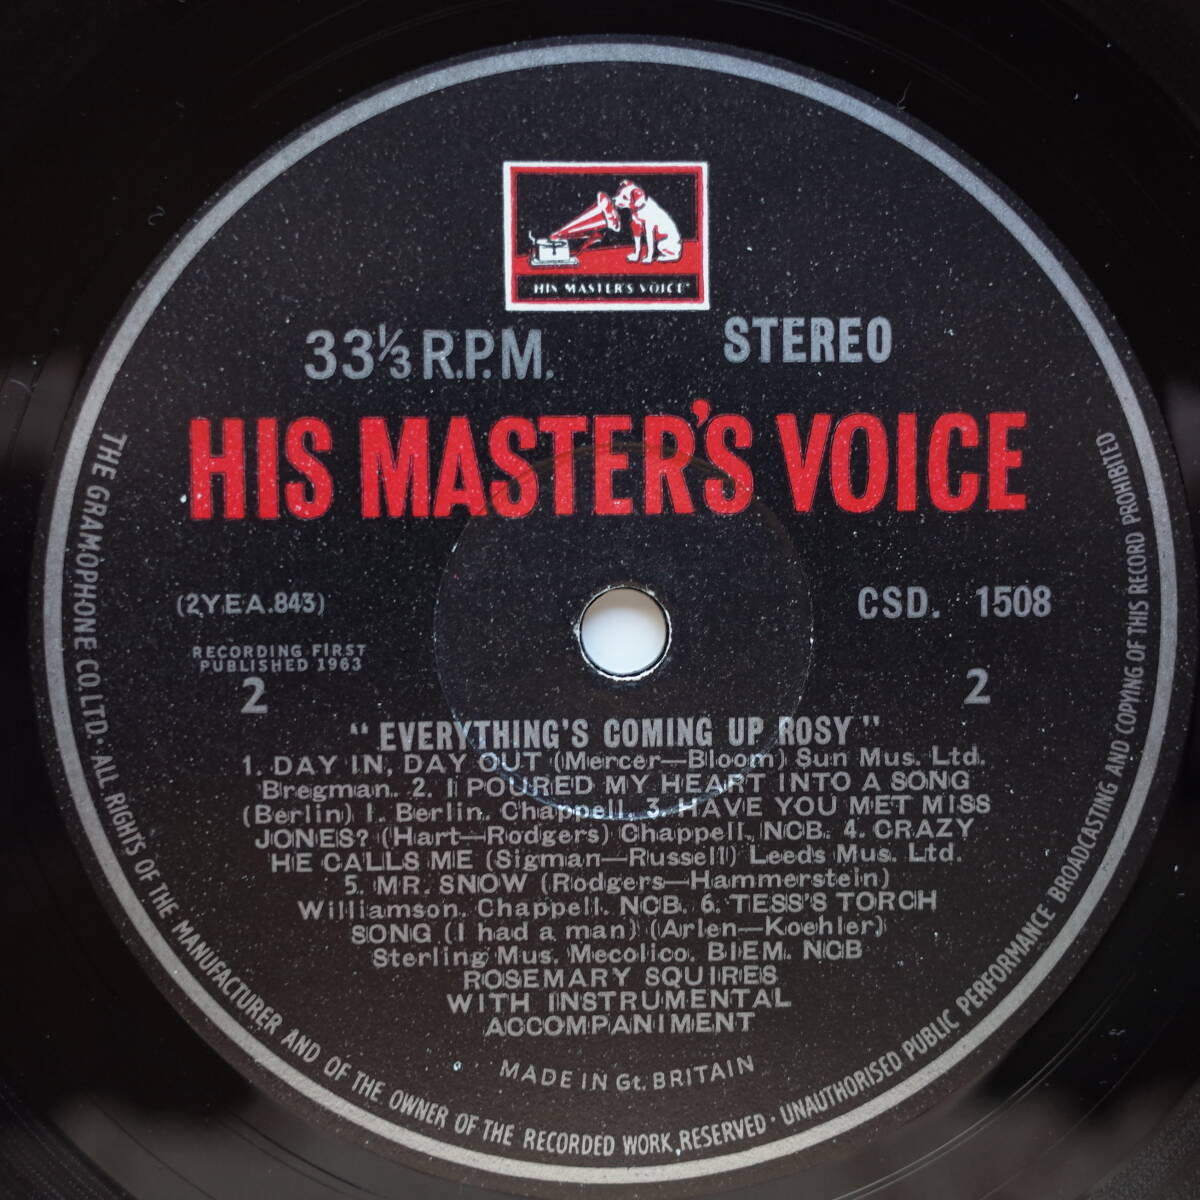 "HIS MASTER'S VOICE"
33⅓ R.P.M.
STEREO
HIS MASTER'S VOICE
(2YEA.843)
CSD. 1508
RECORDING FIRST
PUBLISHED 1963
2
2
"EVERYTHING'S COMING UP ROSY"
1. DAY IN, DAY OUT (Mercer—Bloom) Sun Mus. Ltd.
Bregman. 2. I POURED MY HEART INTO A SONG
(Berlin) I. Berlin. Chappell. 3. HAVE YOU MET MISS
JONES? (Hart—Rodgers) Chappell. NCB. 4. CRAZY
HE CALLS ME (Sigman—Russell) Leeds Mus. Ltd.
5. MR. SNOW (Rodgers—Hammerstein)
Williamson. Chappell. NCB. 6. TESS'S TORCH
SONG (I had a man) (Arlen—Koehler)
Sterling Mus. Mecolico. BIEM. NCB
ROSEMARY SQUIRES
WITH INSTRUMENTAL
ACCOMPANIMENT
MADE IN Gt. BRITAIN
THE GRAMOPHONE CO. LTD · ALL RIGHTS OF THE MANUFACTURER AND OF THE OWNER OF THE RECORDED WORK, RESERVED · UNAUTHORISED PUBLIC PERFORMANCE BROADCASTING AND COPYING OF THIS RECORD PROHIBITED